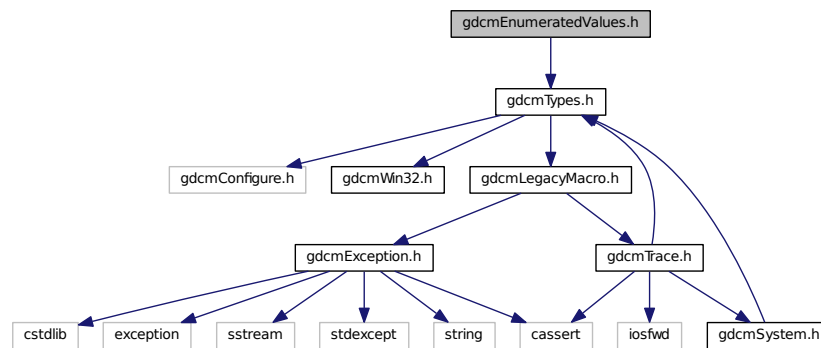 gdcmEnumeratedValues.h
gdcmTypes.h
gdcmConfigure.h
gdcmWin32.h
gdcmLegacyMacro.h
gdcmException.h
gdcmTrace.h
cstdlib
exception
sstream
stdexcept
string
cassert
iosfwd
gdcmSystem.h